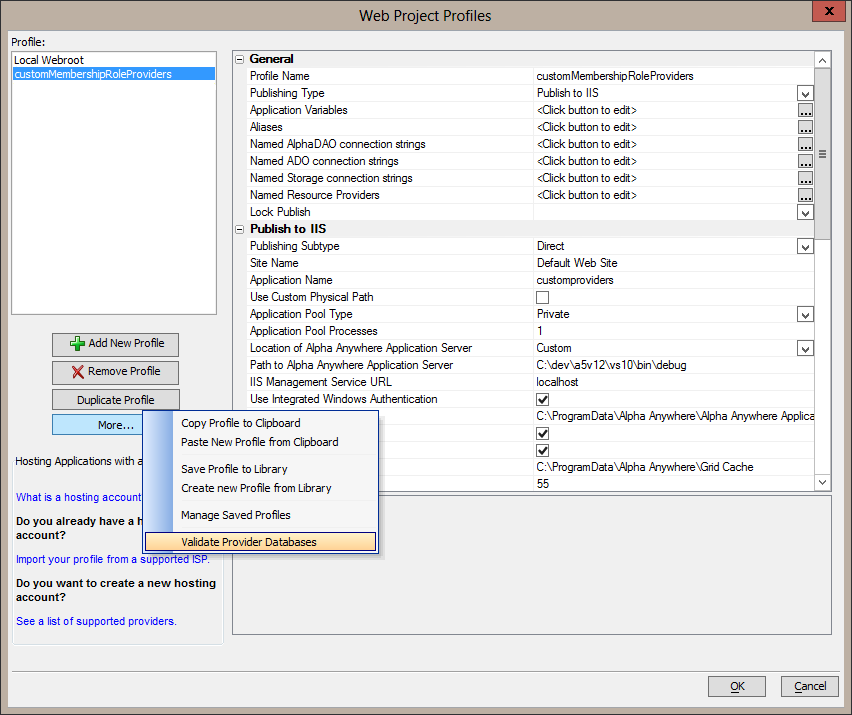 Web Project Profiles
x
Profile:
Local Webroot
customMembershipRoleProviders
Add New Profile
Remove Profile
Duplicate Profile
More...
Copy Profile to Clipboard
Paste New Profile from Clipboard
Save Profile to Library
Create new Profile from Library
Manage Saved Profiles
Validate Provider Databases
Hosting Applications with a
What is a hosting account
Do you already have a h
account?
Import your profile from a supported ISP.
Do you want to create a new hosting
account?
See a list of supported providers.
General
Profile Name customMembershipRoleProviders
Publishing Type Publish to IIS
Application Variables <Click button to edit> ...
Aliases <Click button to edit> ...
Named AlphaDAO connection strings <Click button to edit> ...
Named ADO connection strings <Click button to edit> ...
Named Storage connection strings <Click button to edit> ...
Named Resource Providers <Click button to edit> ...
Lock Publish
Publish to IIS
Publishing Subtype Direct
Site Name Default Web Site
Application Name customproviders
Use Custom Physical Path
Application Pool Type Private
Application Pool Processes 1
Location of Alpha Anywhere Application Server Custom
Path to Alpha Anywhere Application Server C:\dev\a5v12\vs10\bin\debug
IIS Management Service URL localhost
Use Integrated Windows Authentication
C:\ProgramData\Alpha Anywhere\Alpha Anywhere Applica
C:\ProgramData\Alpha Anywhere\Grid Cache
55
OK
Cancel